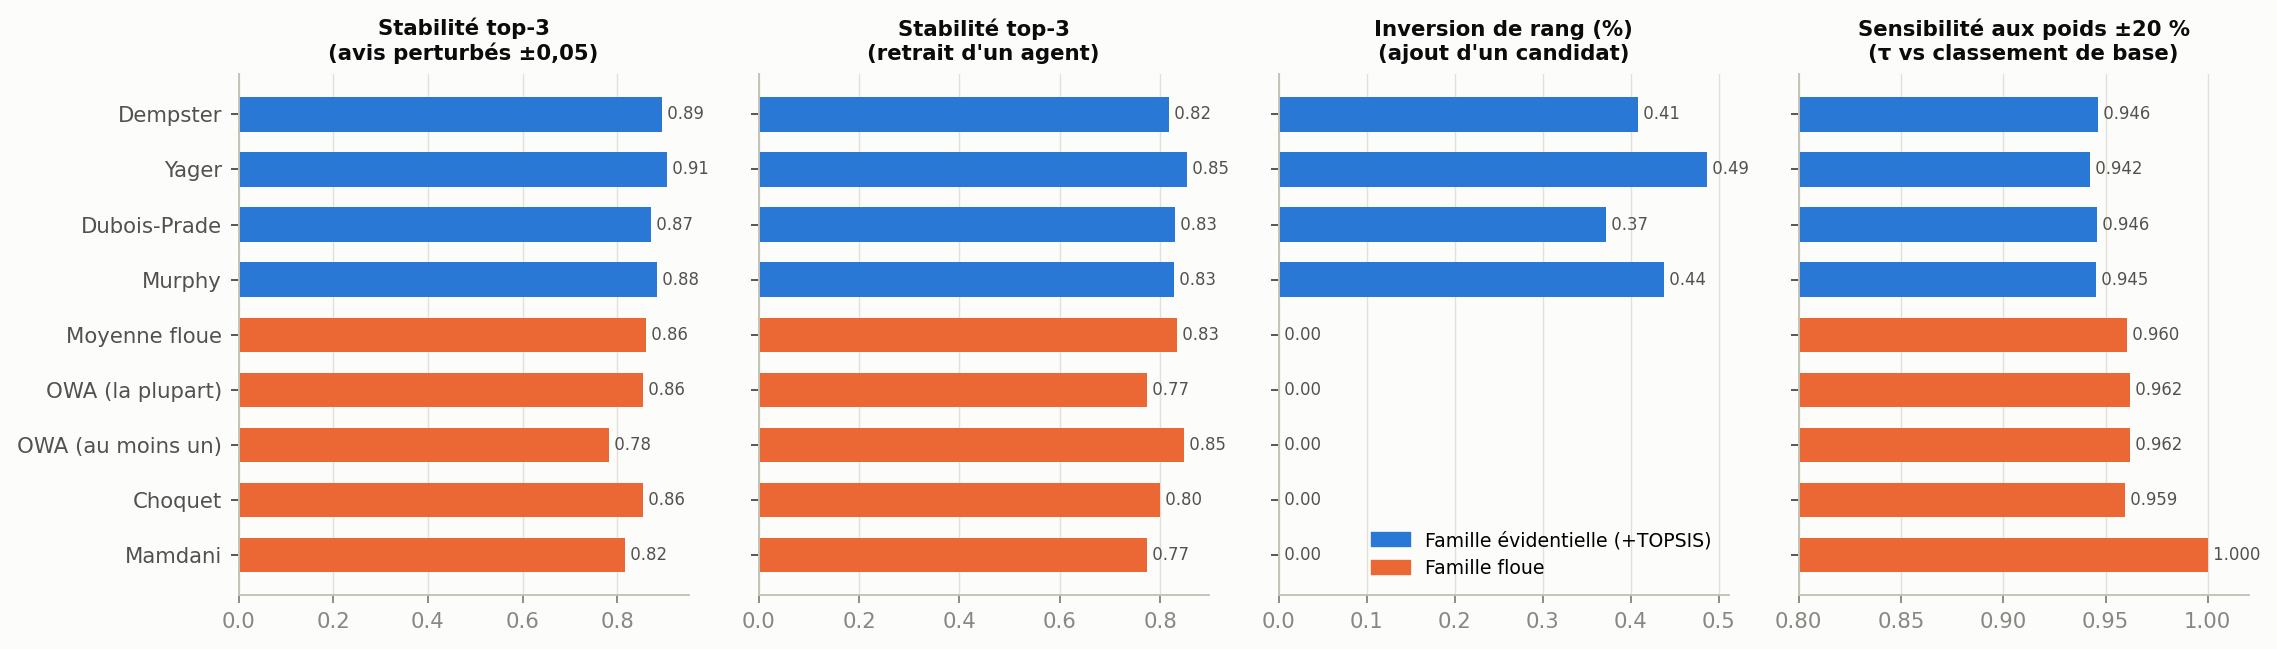 Stabilité top-3
(avis perturbés ±0,05)
Stabilité top-3
(retrait d'un agent)
Inversion de rang (%)
(ajout d'un candidat)
Sensibilité aux poids ±20 %
(τ vs classement de base)
Dempster 0.89 0.82 0.41 0.946
Yager 0.91 0.85 0.49 0.942
Dubois-Prade 0.87 0.83 0.37 0.946
Murphy 0.88 0.83 0.44 0.945
Moyenne floue 0.86 0.83 0.00 0.960
OWA (la plupart) 0.86 0.77 0.00 0.962
OWA (au moins un) 0.78 0.85 0.00 0.962
Choquet 0.86 0.80 0.00 0.959
Mamdani 0.82 0.77 0.00 1.000
Famille évidentielle (+TOPSIS)
Famille floue
0.0 0.2 0.4 0.6 0.8
0.0 0.2 0.4 0.6 0.8
0.0 0.1 0.2 0.3 0.4 0.5
0.80 0.85 0.90 0.95 1.00